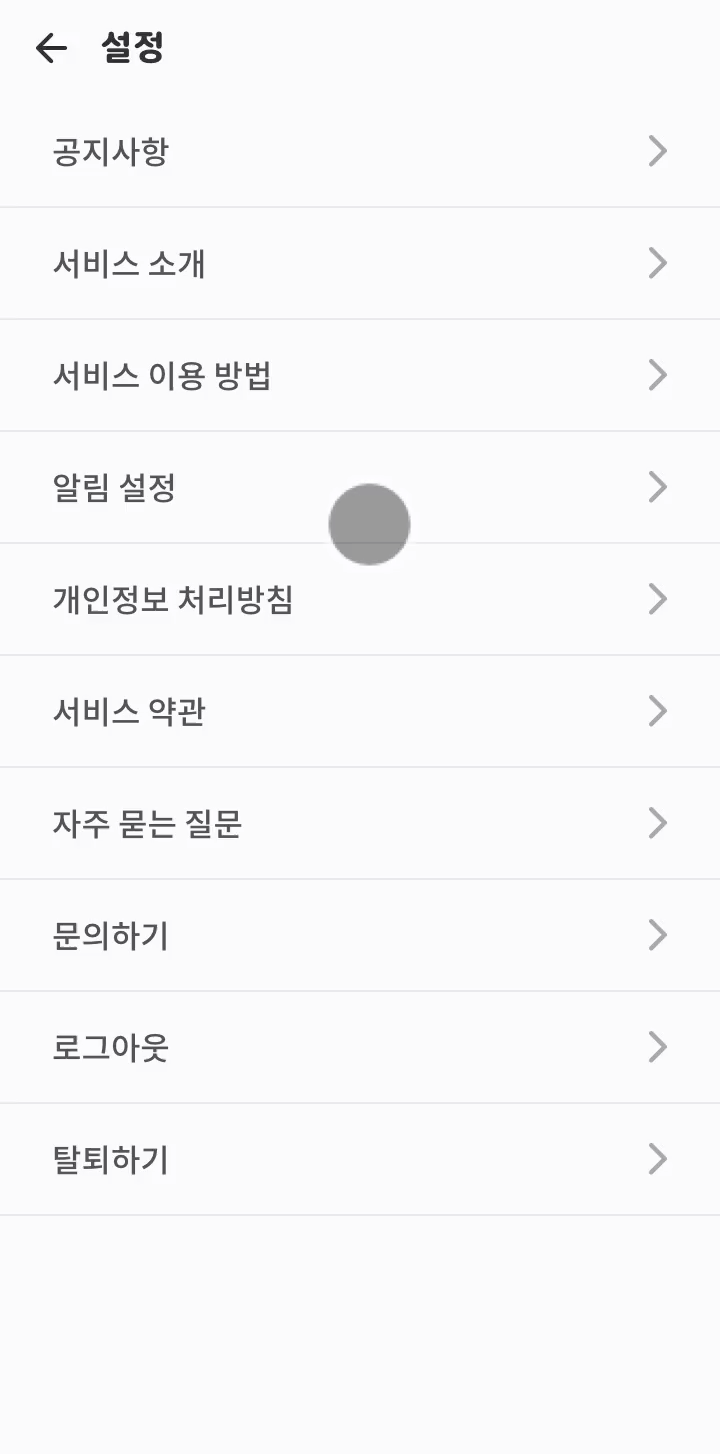 설정
공지사항
서비스 소개
서비스 이용 방법
알림 설정
개인정보 처리방침
서비스 약관
자주 묻는 질문
문의하기
로그아웃
탈퇴하기